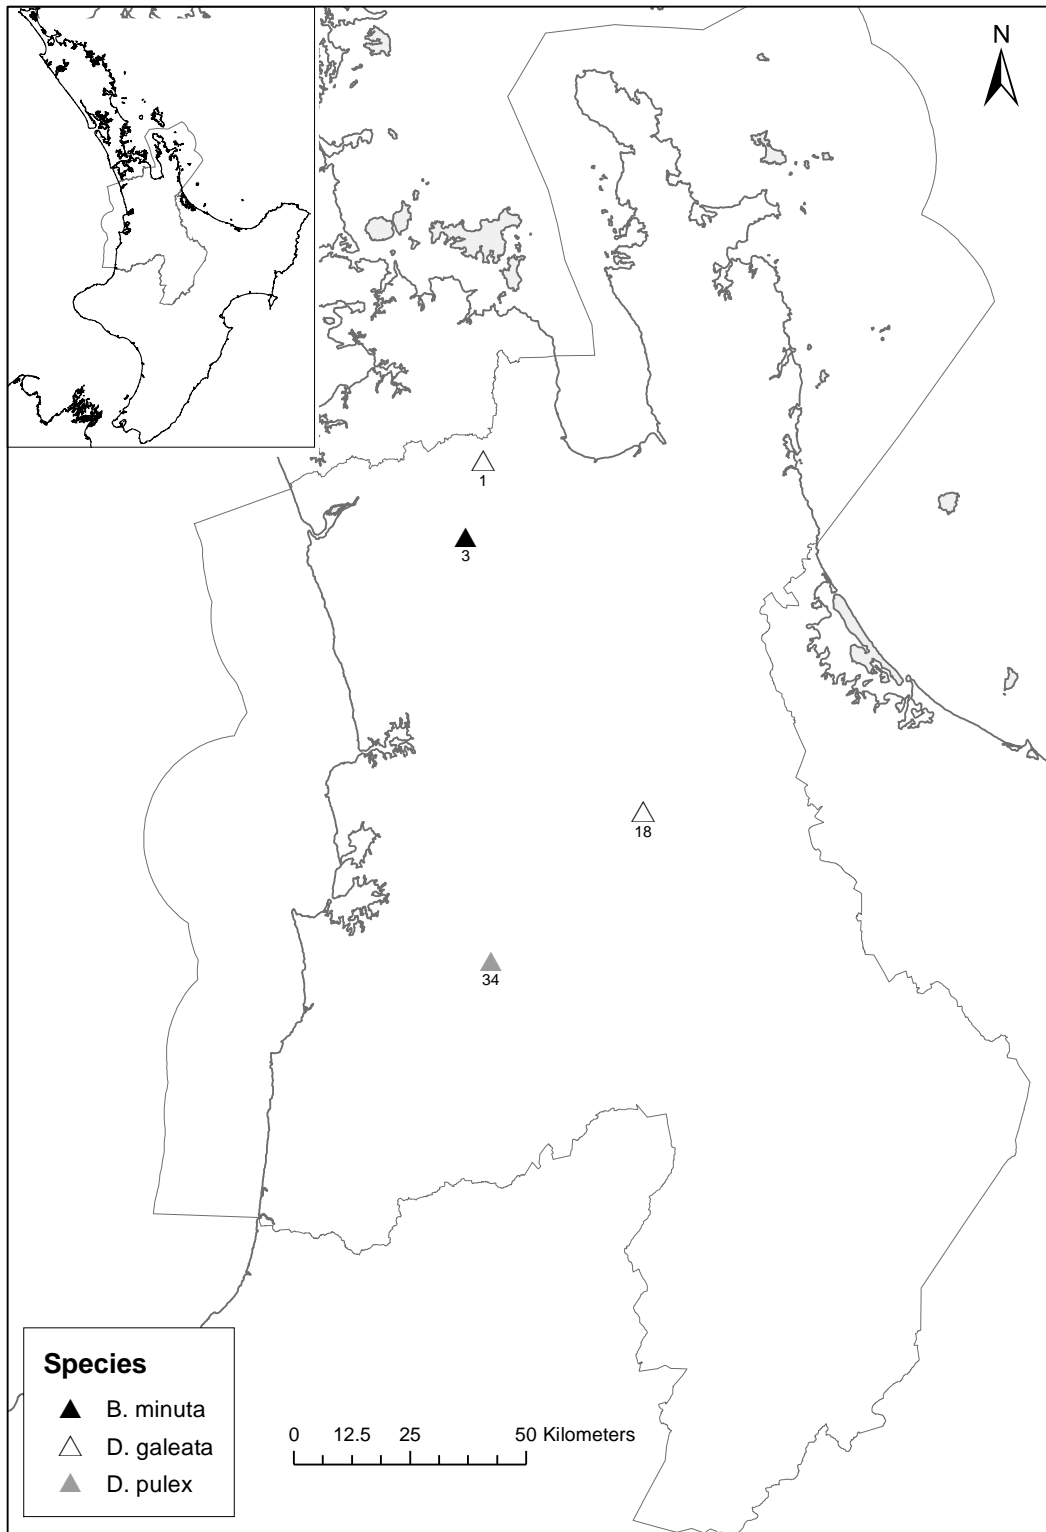 N
1
3
18
34
Species
B. minuta
D. galeata
D. pulex
0 12.5 25 50 Kilometers